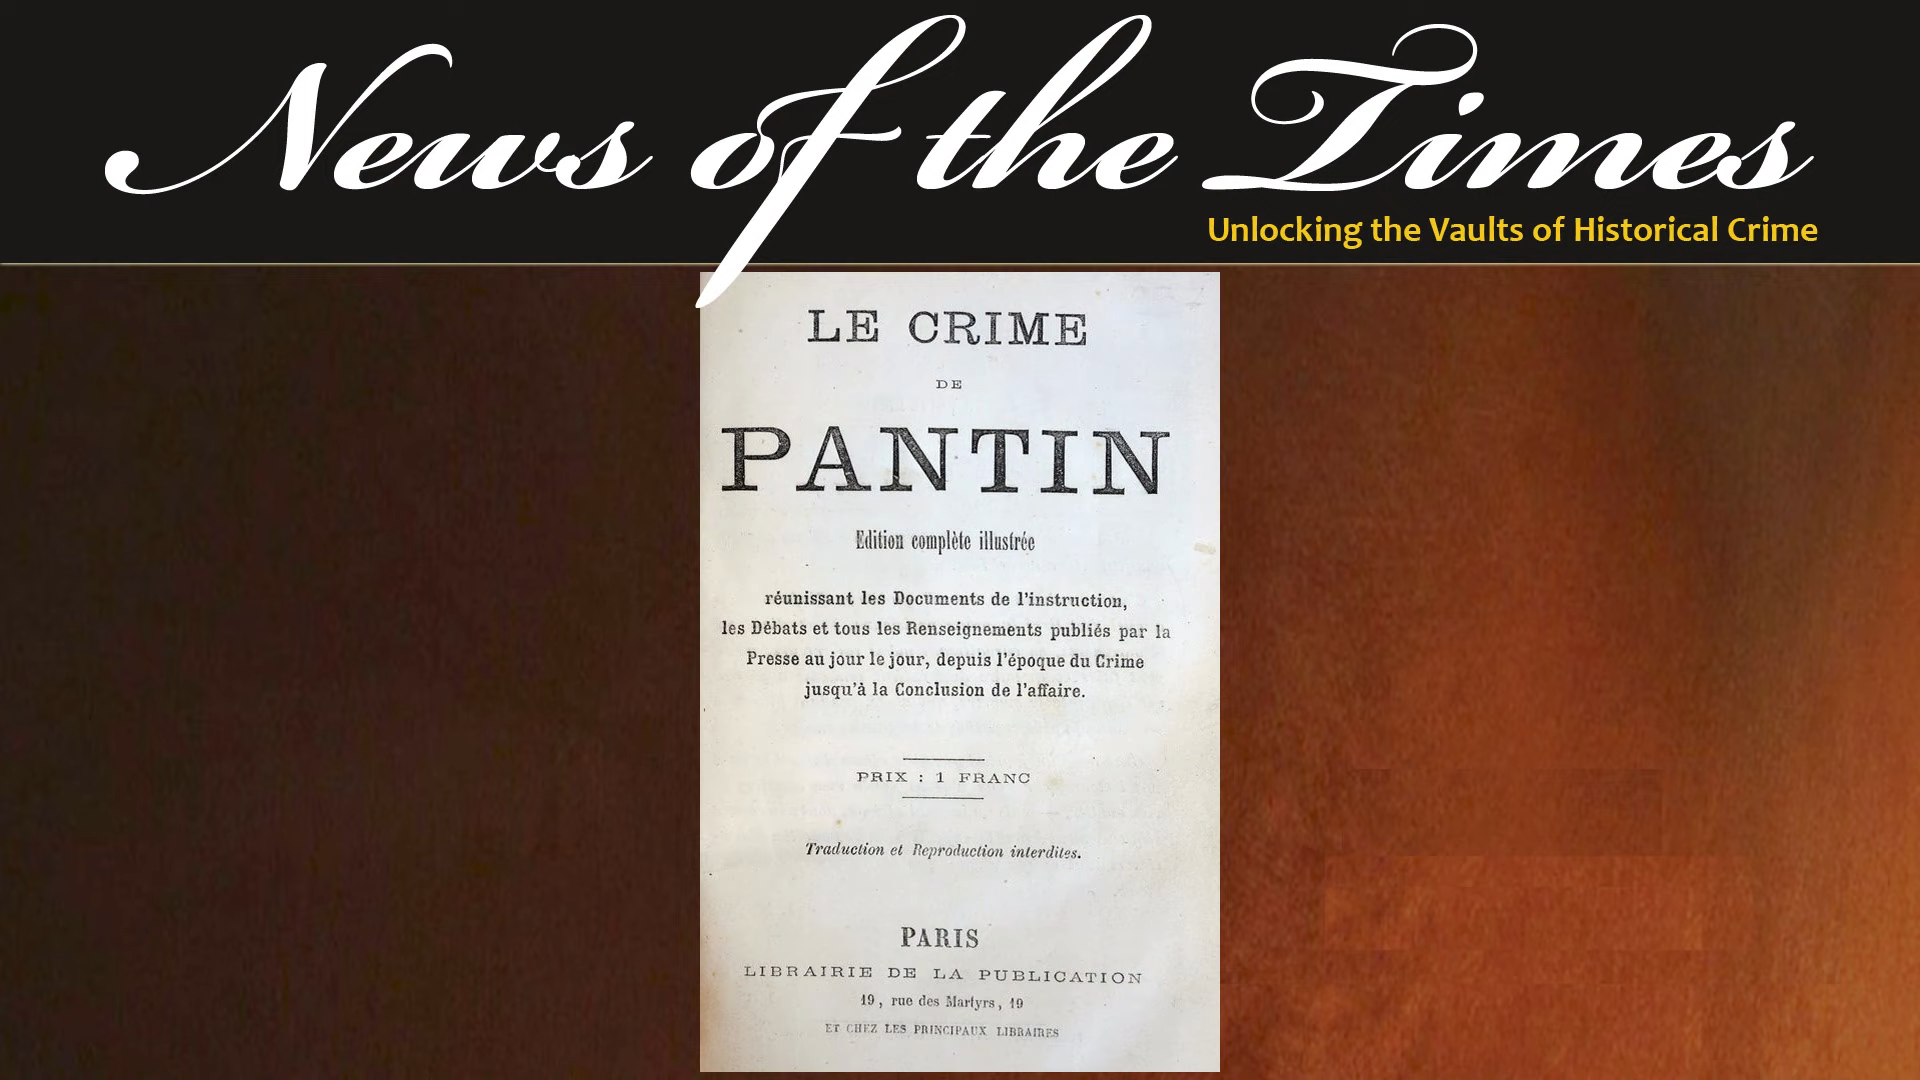 News of the Times
Unlocking the Vaults of Historical Crime
LE CRIME
DE
PANTIN
Edition complète illustrée
réunissant les Documents de l'instruction,
les Débats et tous les Renseignements publiés par la
Presse au jour le jour, depuis l'époque du Crime
jusqu'à la Conclusion de l'affaire.
PRIX : 1 FRANC
Traduction et Reproduction interdites.
PARIS
LIBRAIRIE DE LA PUBLICATION
19, rue des Martyrs, 19
ET CHEZ LES PRINCIPAUX LIBRAIRES